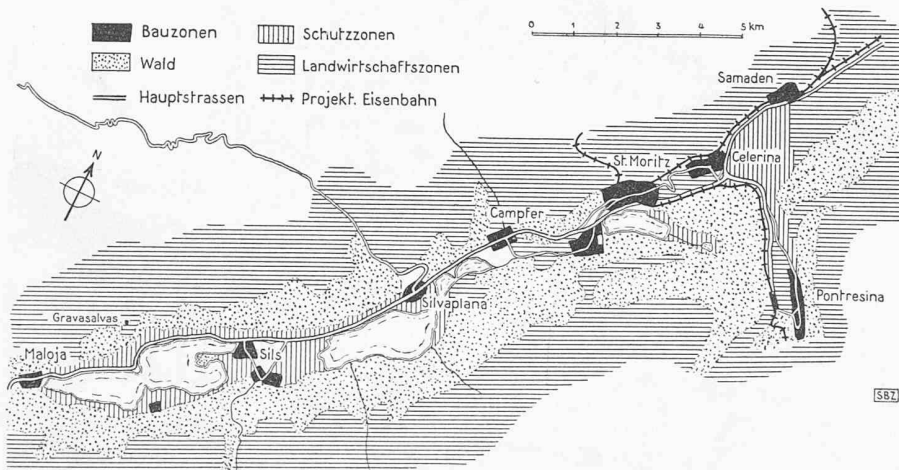 Bauzonen
Schutzzonen
Wald
Landwirtschaftszonen
Hauptstrassen
Projekt. Eisenbahn
0 1 2 3 4 5 km
N
Samaden
St. Moritz
Celerina
Campfer
Silvaplana
Pontresina
Gravasalvas
Maloja
Sils
SBZ